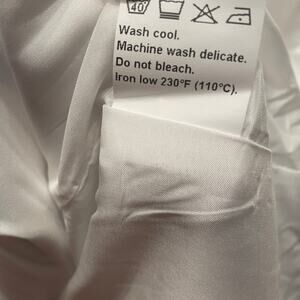 40
Wash cool.
Machine wash delicate.
Do not bleach.
Iron low 230°F (110°C).